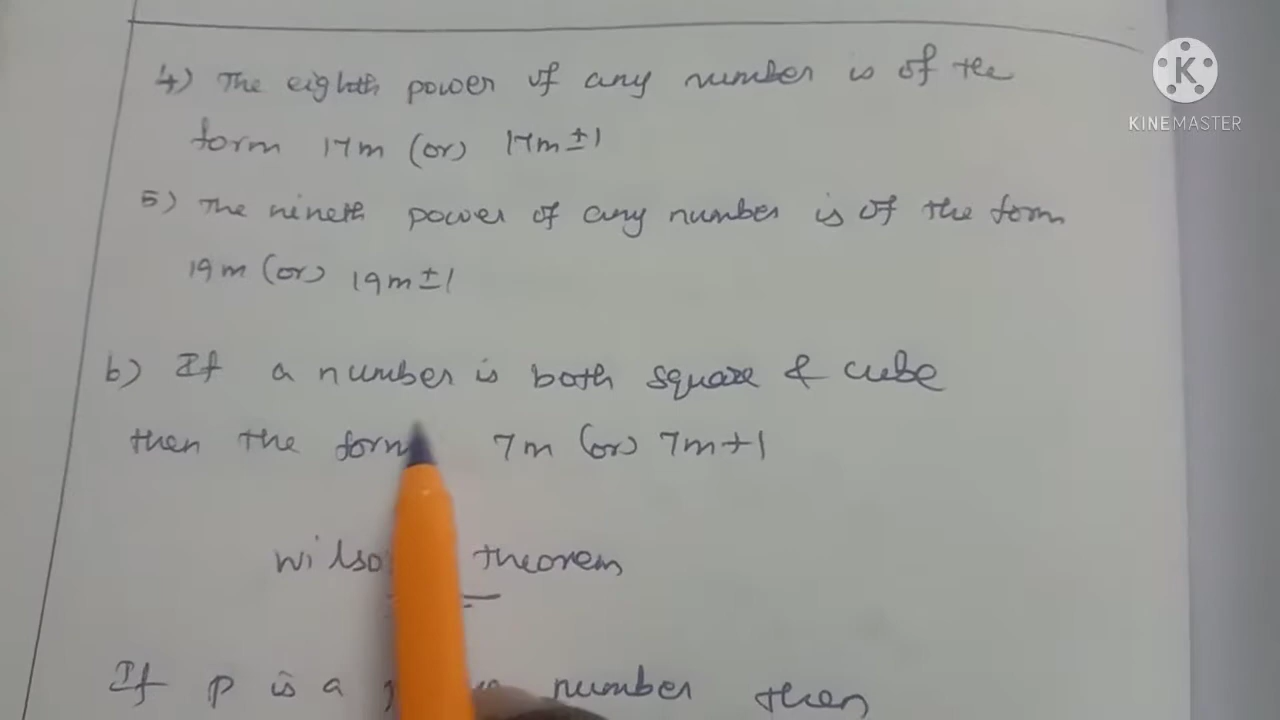 4) The eighth power of any number is of the
form 17m (or) 17m ± 1
5) The nineth power of any number is of the form
19m (or) 19m ± 1
6) If a number is both square & cube
then the form 7m (or) 7m+1
theorem
If p is a number then
K
KINEMASTER